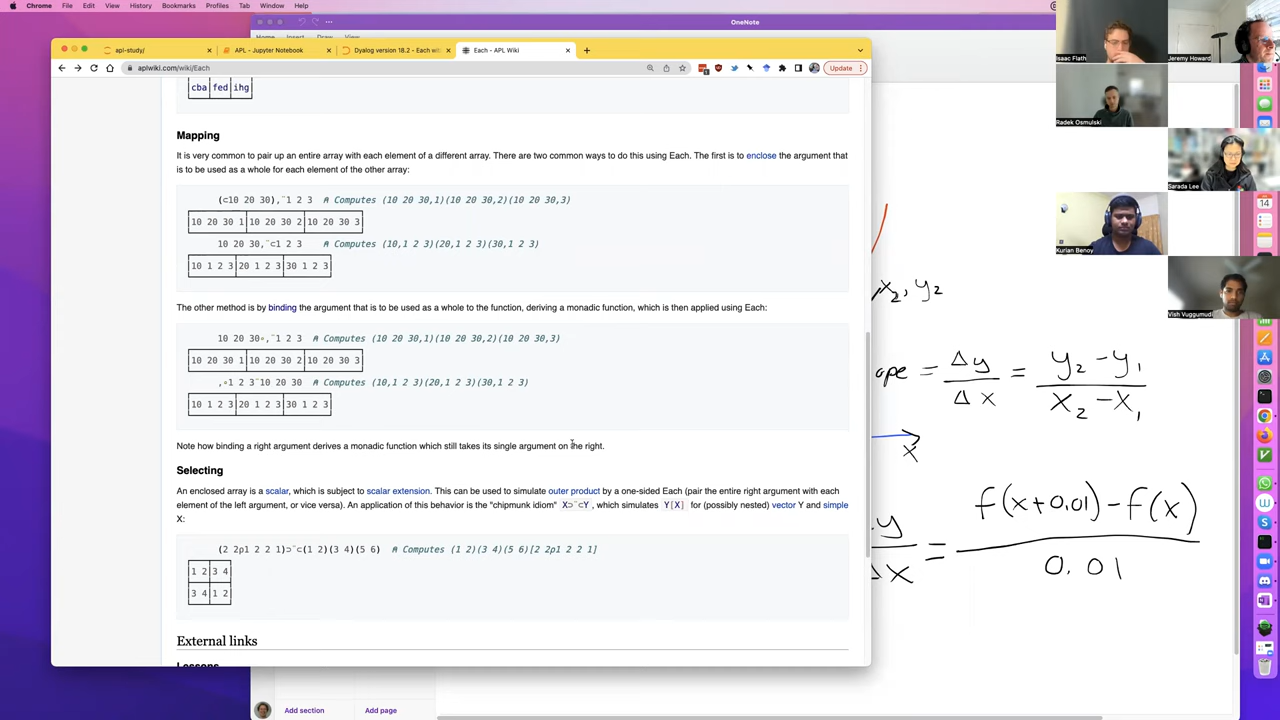 Chrome File Edit View History Bookmarks Profiles Tab Window Help
OneNote
Home Insert Draw View
apl-study/ APL - Jupyter Notebook Dyalog version 18.2 - Each wit Each - APL Wiki
aplwiki.com/wiki/Each Update
cba fed ihg
Mapping
It is very common to pair up an entire array with each element of a different array. There are two common ways to do this using Each. The first is to enclose the argument that
is to be used as a whole for each element of the other array:
(⊂10 20 30),¨1 2 3 ⍝ Computes (10 20 30,1)(10 20 30,2)(10 20 30,3)
10 20 30 1 10 20 30 2 10 20 30 3
10 20 30,¨⊂1 2 3 ⍝ Computes (10,1 2 3)(20,1 2 3)(30,1 2 3)
10 1 2 3 20 1 2 3 30 1 2 3
The other method is by binding the argument that is to be used as a whole to the function, deriving a monadic function, which is then applied using Each:
10 20 30∘,¨1 2 3 ⍝ Computes (10 20 30,1)(10 20 30,2)(10 20 30,3)
10 20 30 1 10 20 30 2 10 20 30 3
,∘1 2 3¨10 20 30 ⍝ Computes (10,1 2 3)(20,1 2 3)(30,1 2 3)
10 1 2 3 20 1 2 3 30 1 2 3
Note how binding a right argument derives a monadic function which still takes its single argument on the right.
Selecting
An enclosed array is a scalar, which is subject to scalar extension. This can be used to simulate outer product by a one-sided Each (pair the entire right argument with each
element of the left argument, or vice versa). An application of this behavior is the "chipmunk idiom" X⊃¨⊂Y, which simulates Y[X] for (possibly nested) vector Y and simple
X:
(2 2⍴1 2 2 1)⊃¨⊂(1 2)(3 4)(5 6) ⍝ Computes (1 2)(3 4)(5 6)[2 2⍴1 2 2 1]
1 2 3 4
3 4 1 2
External links
Lessons
Add section Add page
x₂, y₂
ope = Δy/Δx = (y₂ - y₁)/(x₂ - x₁)
x
y/Δx = (f(x+0.01) - f(x))/0.01
Isaac Flath
Jeremy Howard
Radek Osmulski
Sarada Lee
Kurian Benoy
Vish Vuggumudi
14